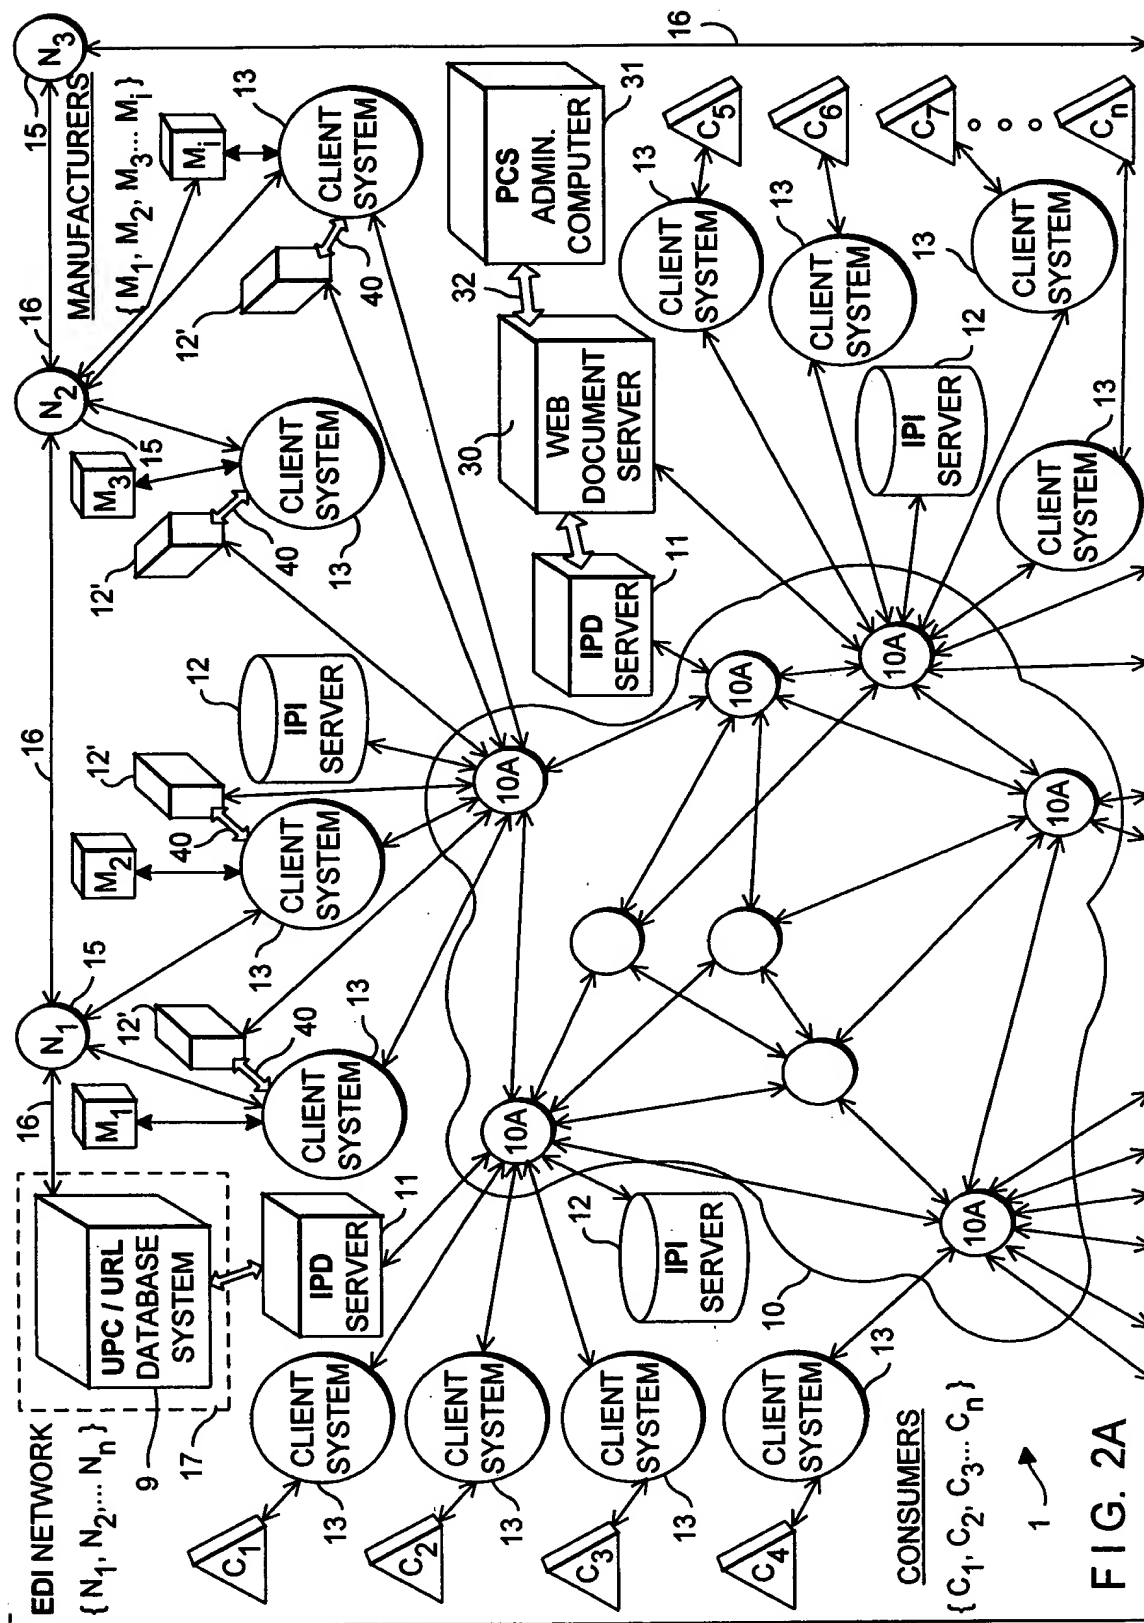 EDI NETWORK
{ N1, N2,... Nn }
9
17
UPC / URL
DATABASE
SYSTEM
16
N1
15
16
N2
15
16
N3
15
16
MANUFACTURERS
{ M1, M2, M3... Mi }
M1
M2
M3
Mi
12'
40
CLIENT
SYSTEM
13
12'
40
CLIENT
SYSTEM
13
12'
40
CLIENT
SYSTEM
13
12'
40
CLIENT
SYSTEM
13
IPD
SERVER
11
IPI
SERVER
12
10A
C1
CLIENT
SYSTEM
13
C2
CLIENT
SYSTEM
13
C3
CLIENT
SYSTEM
13
C4
CLIENT
SYSTEM
13
10A
IPI
SERVER
12
10
10A
10A
10A
10A
IPD
SERVER
11
30
WEB
DOCUMENT
SERVER
32
PCS
ADMIN.
COMPUTER
31
CLIENT
SYSTEM
13
C5
CLIENT
SYSTEM
13
C6
CLIENT
SYSTEM
13
C7
IPI
SERVER
12
CLIENT
SYSTEM
13
Cn
CONSUMERS
{ C1, C2, C3... Cn }
1
FIG. 2A